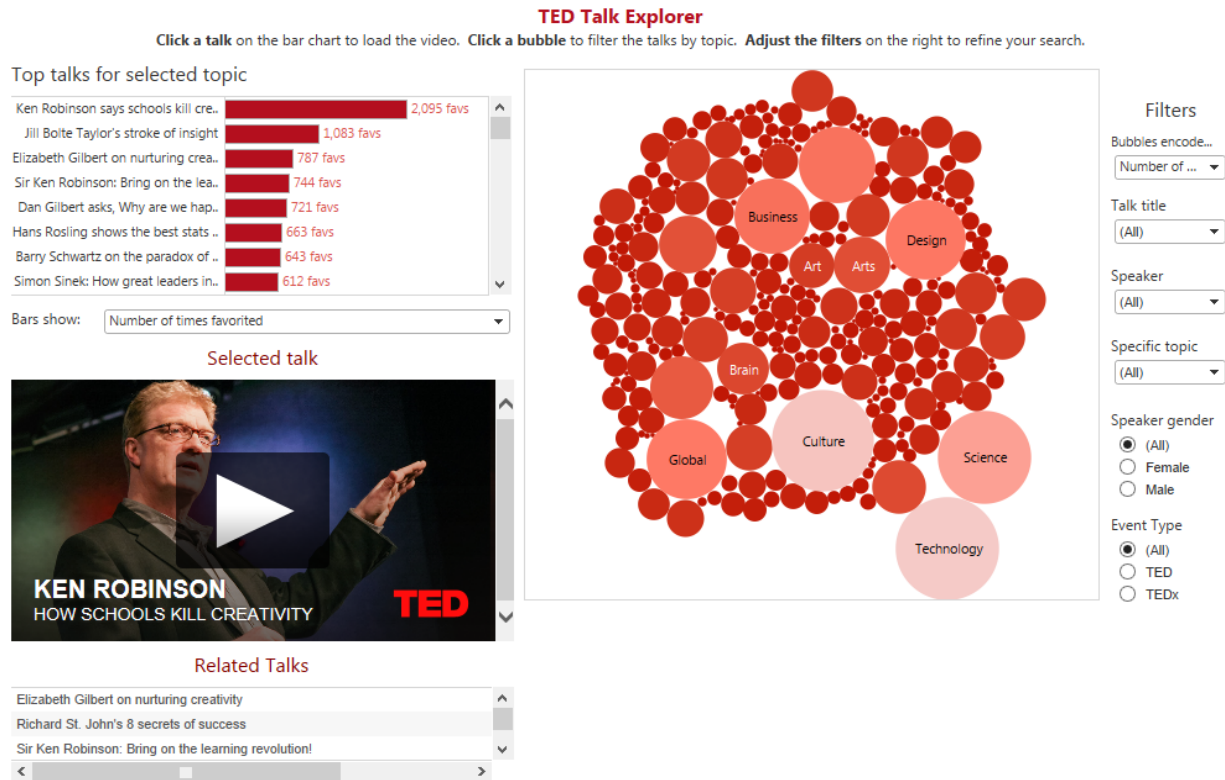 TED Talk Explorer
Click a talk on the bar chart to load the video. Click a bubble to filter the talks by topic. Adjust the filters on the right to refine your search.
Top talks for selected topic
Ken Robinson says schools kill cre.. 2,095 favs
Jill Bolte Taylor's stroke of insight 1,083 favs
Elizabeth Gilbert on nurturing crea.. 787 favs
Sir Ken Robinson: Bring on the lea.. 744 favs
Dan Gilbert asks, Why are we hap.. 721 favs
Hans Rosling shows the best stats .. 663 favs
Barry Schwartz on the paradox of .. 643 favs
Simon Sinek: How great leaders in.. 612 favs
Bars show: Number of times favorited
Selected talk
KEN ROBINSON
HOW SCHOOLS KILL CREATIVITY
TED
Related Talks
Elizabeth Gilbert on nurturing creativity
Richard St. John's 8 secrets of success
Sir Ken Robinson: Bring on the learning revolution!
Business
Design
Art
Arts
Brain
Culture
Global
Science
Technology
Filters
Bubbles encode...
Number of ...
Talk title
(All)
Speaker
(All)
Specific topic
(All)
Speaker gender
(All)
Female
Male
Event Type
(All)
TED
TEDx